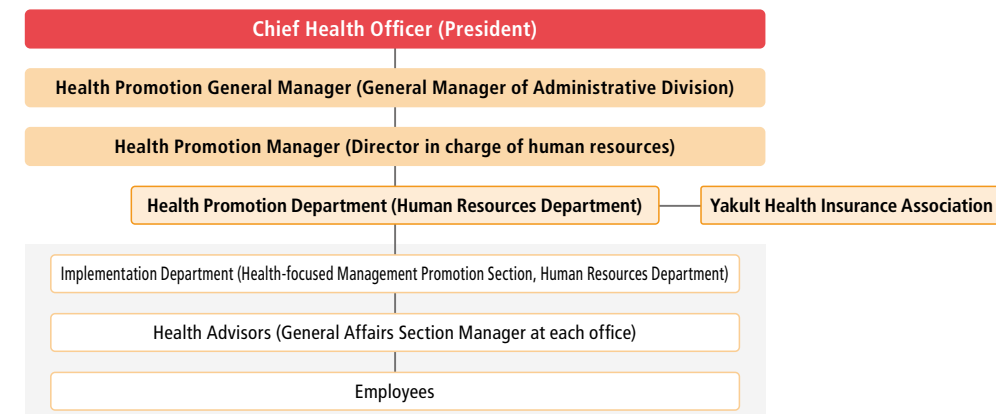 Chief Health Officer (President)
Health Promotion General Manager (General Manager of Administrative Division)
Health Promotion Manager (Director in charge of human resources)
Health Promotion Department (Human Resources Department)
Yakult Health Insurance Association
Implementation Department (Health-focused Management Promotion Section, Human Resources Department)
Health Advisors (General Affairs Section Manager at each office)
Employees